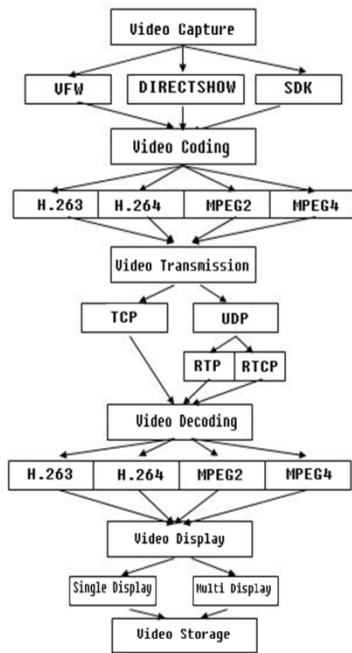 Video Capture
VFW DIRECTSHOW SDK
Video Coding
H.263 H.264 MPEG2 MPEG4
Video Transmission
TCP UDP
RTP RTCP
Video Decoding
H.263 H.264 MPEG2 MPEG4
Video Display
Single Display Multi Display
Video Storage